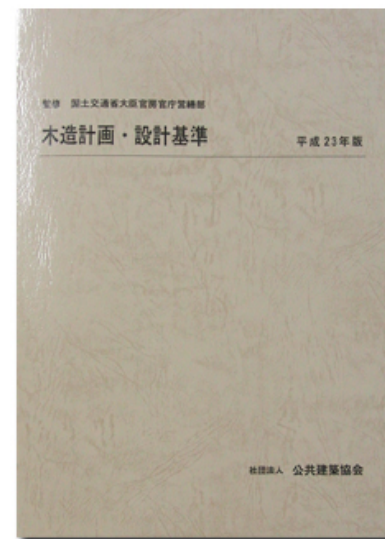 監修 国土交通省大臣官房官庁営繕部
木造計画・設計基準 平成23年版
社団法人 公共建築協会